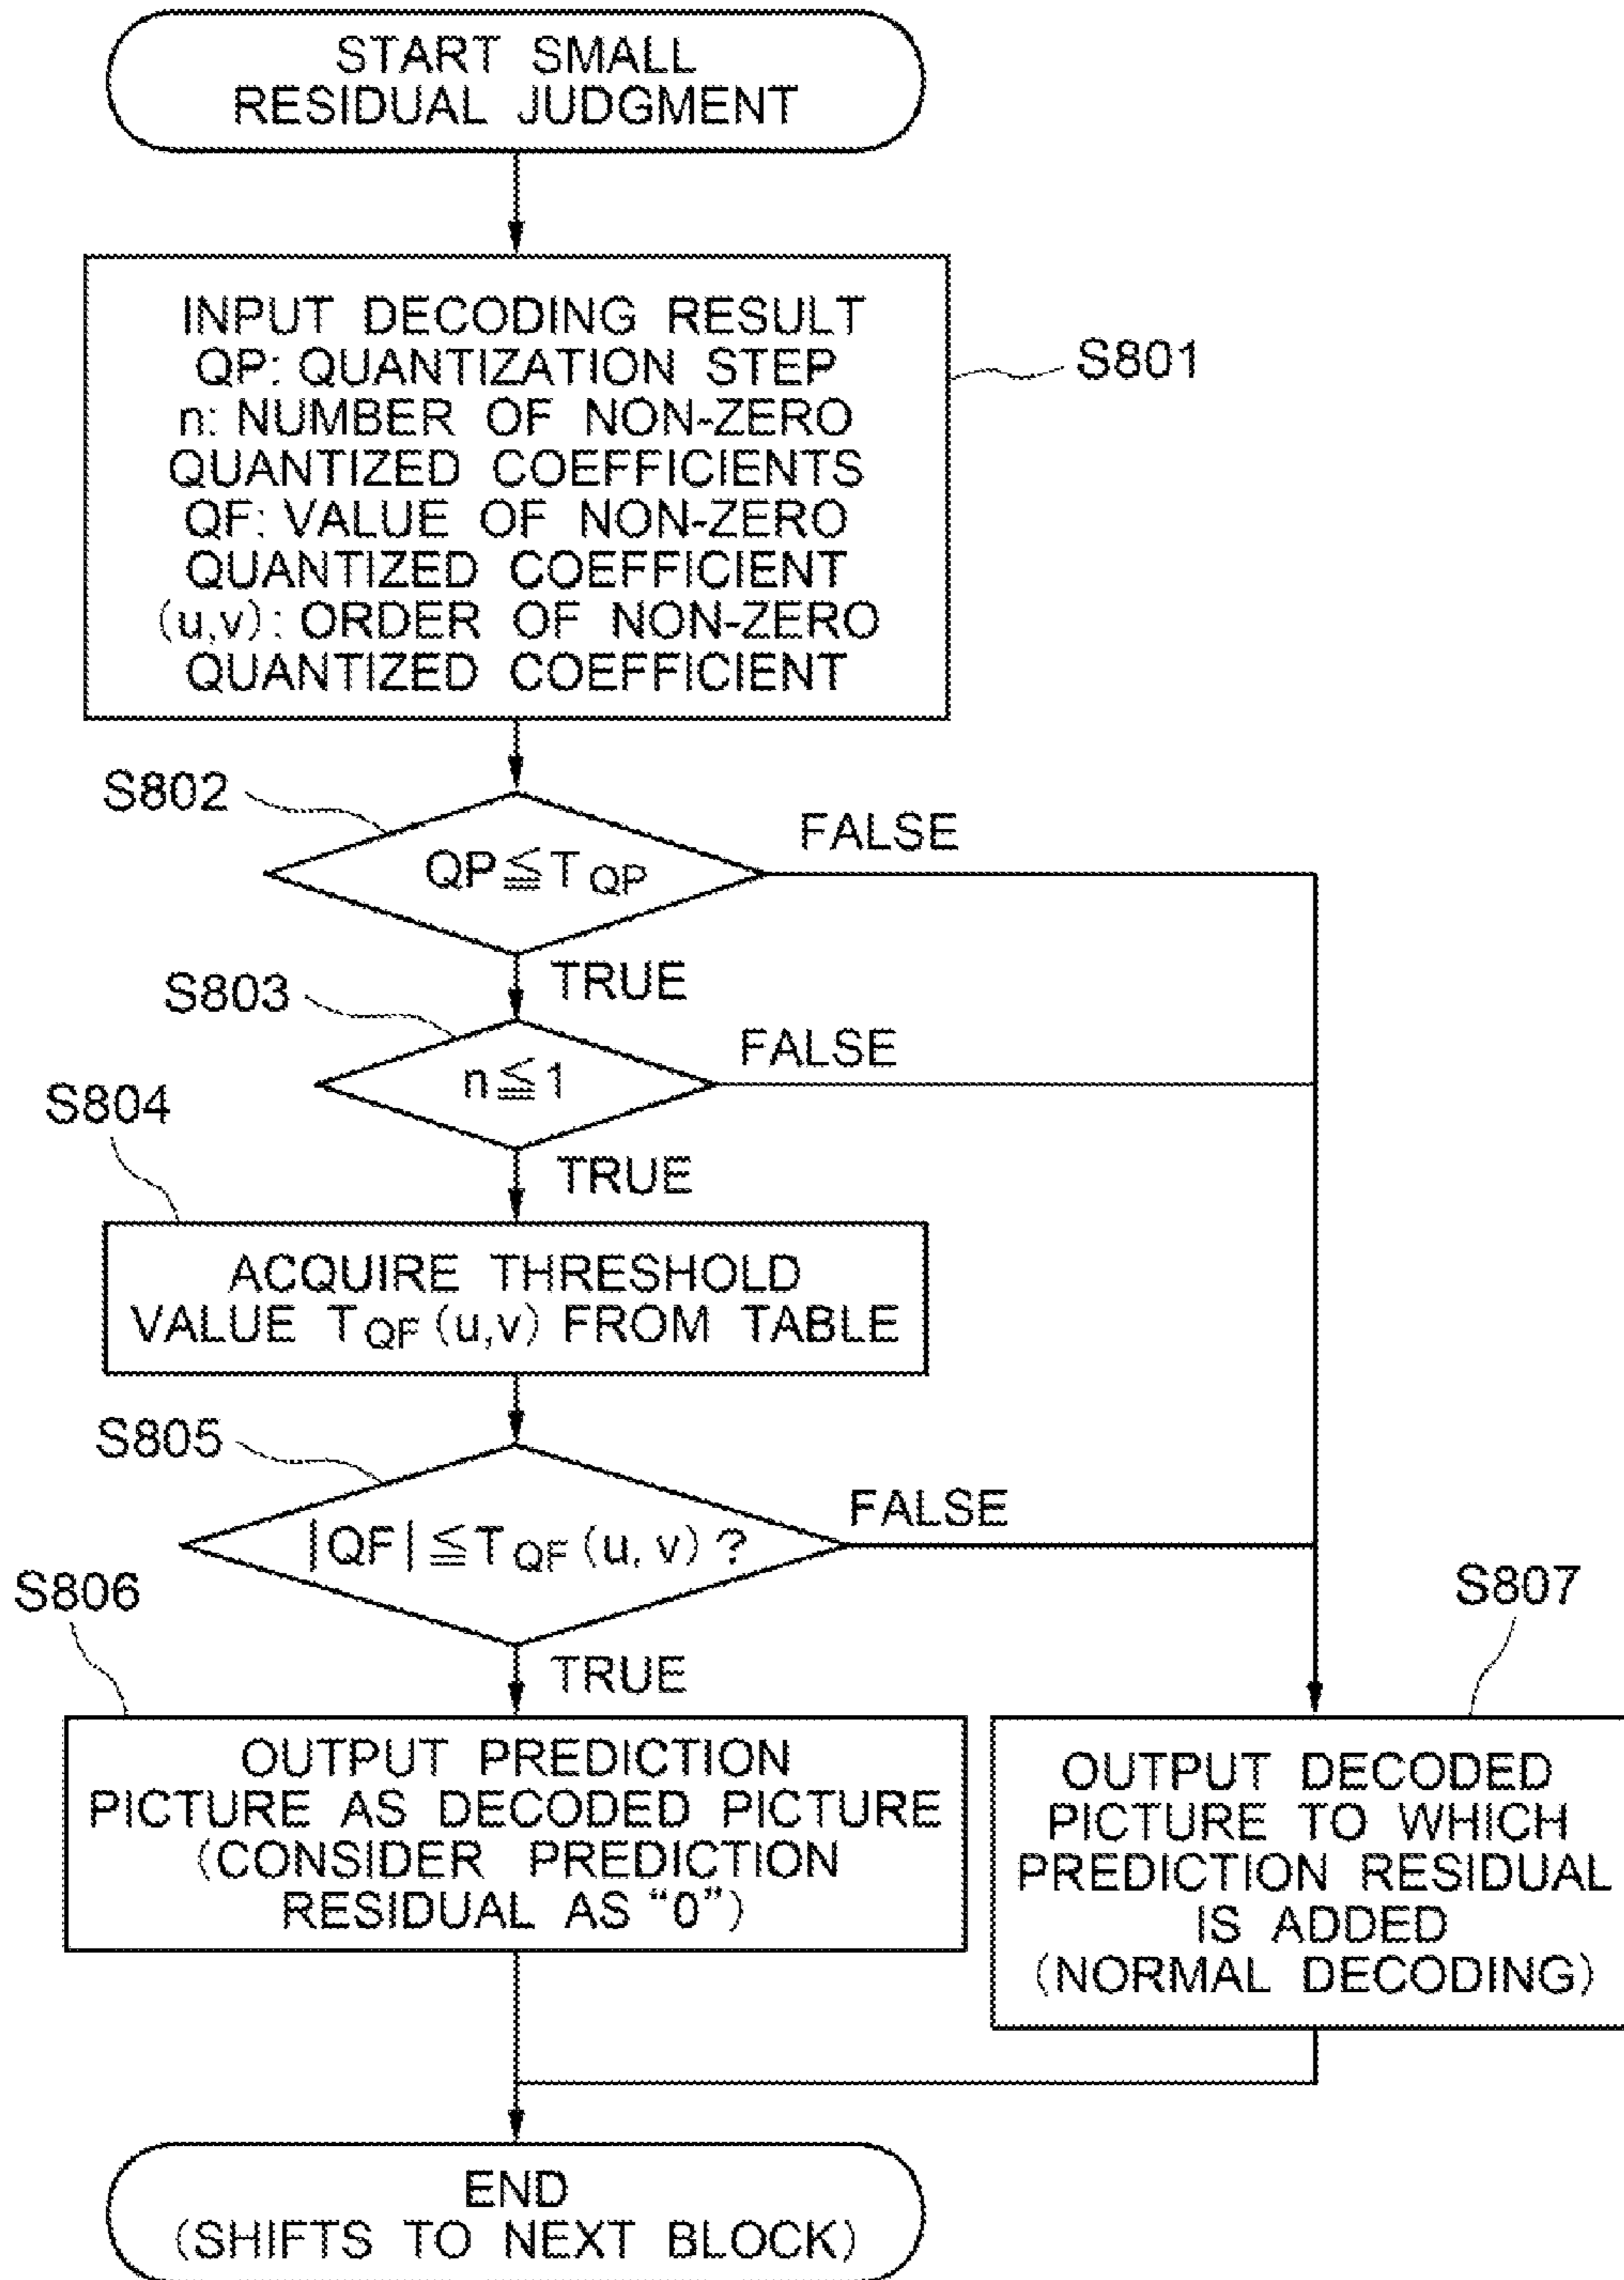 START SMALL
RESIDUAL JUDGMENT
INPUT DECODING RESULT
QP: QUANTIZATION STEP
n: NUMBER OF NON-ZERO
QUANTIZED COEFFICIENTS
QF: VALUE OF NON-ZERO
QUANTIZED COEFFICIENT
(u,v): ORDER OF NON-ZERO
QUANTIZED COEFFICIENT
S801
S802
QP≦T QP
FALSE
TRUE
S803
n≦1
FALSE
TRUE
S804
ACQUIRE THRESHOLD
VALUE T QF (u,v) FROM TABLE
S805
|QF| ≦T QF (u, v) ?
FALSE
TRUE
S806
OUTPUT PREDICTION
PICTURE AS DECODED PICTURE
(CONSIDER PREDICTION
RESIDUAL AS “0”)
S807
OUTPUT DECODED
PICTURE TO WHICH
PREDICTION RESIDUAL
IS ADDED
(NORMAL DECODING)
END
(SHIFTS TO NEXT BLOCK)